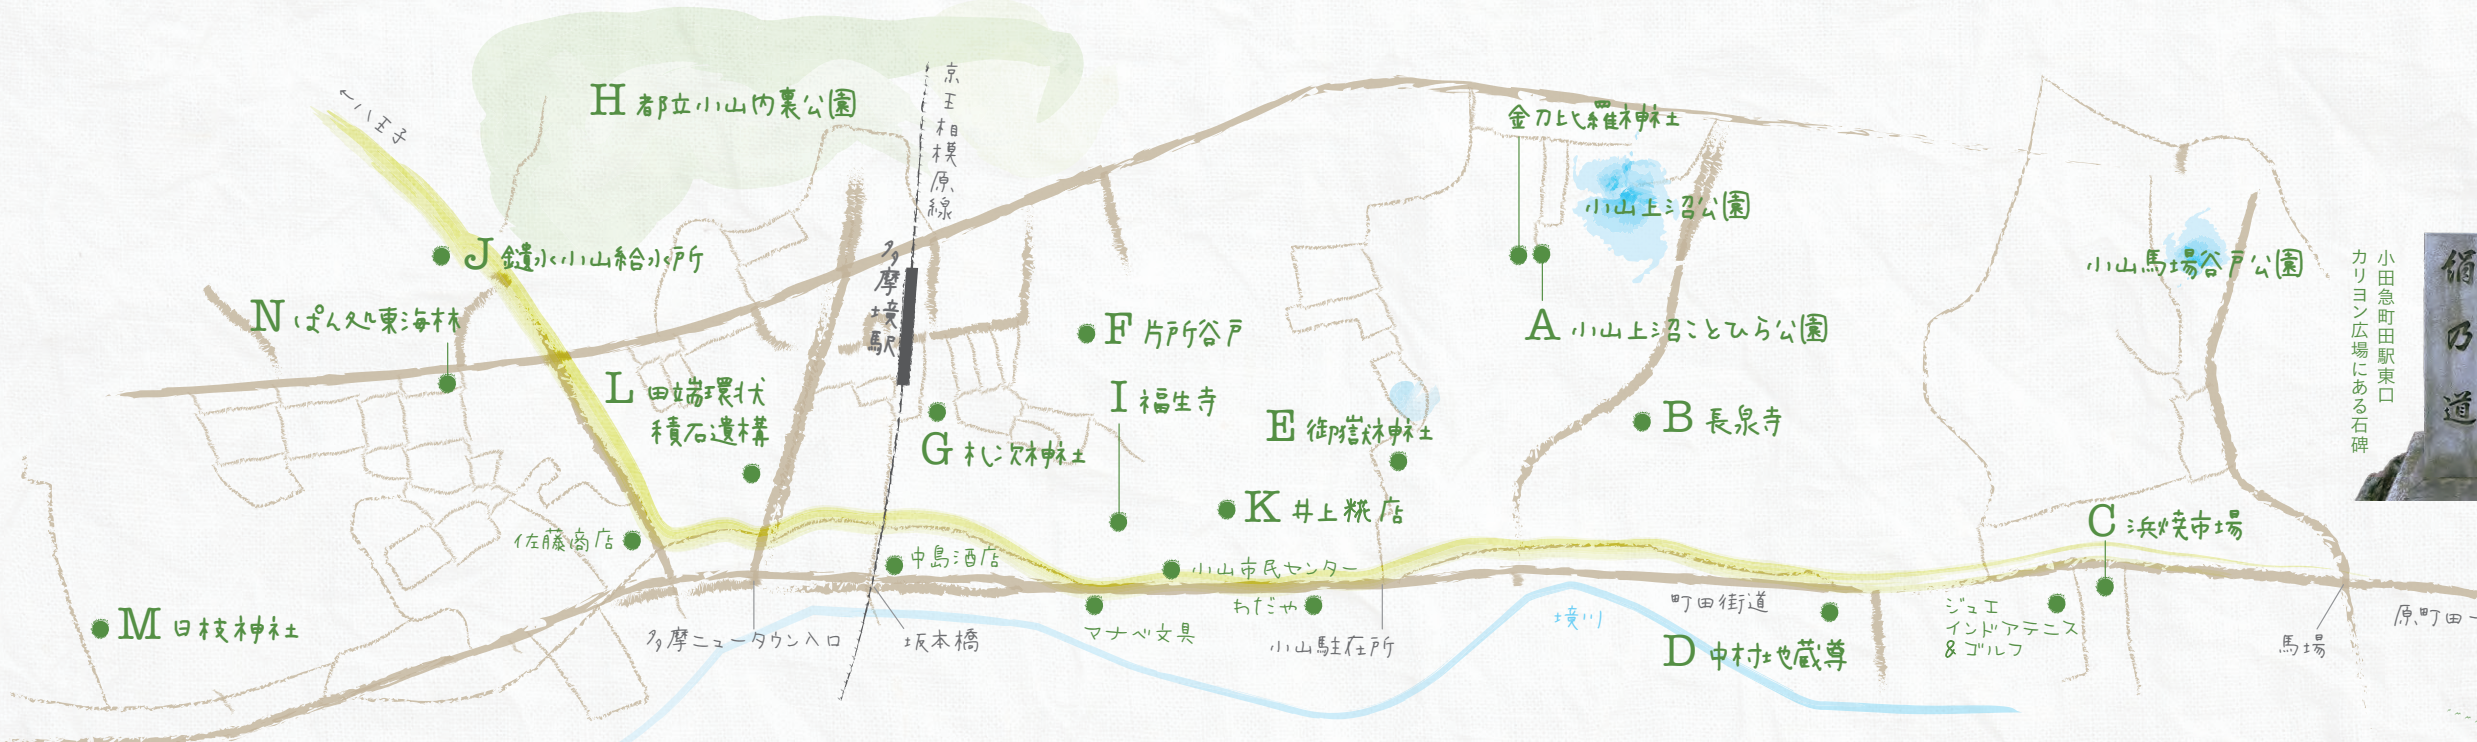 ←八王子
H 都立小山内裏公園
京王相模原線
金刀比羅神社
小山上沼公園
J 鑓水小山給水所
多摩境駅
小山馬場谷戸公園
小田急町田駅東口
カリヨン広場にある石碑
絹乃道
N ぱん処東海林
F 片所谷戸
A 小山上沼ことひら公園
L 田端環状
積石遺構
I 福生寺
E 御嶽神社
B 長泉寺
G 札次神社
K 井上糀店
C 浜焼市場
佐藤商店
中島酒店
小山市民センター
わだや
マナベ文具
M 日枝神社
多摩ニュータウン入口
坂本橋
小山駐在所
境川
町田街道
D 中村地蔵尊
ジュエ
インドアテニス
& ゴルフ
馬場
原町田